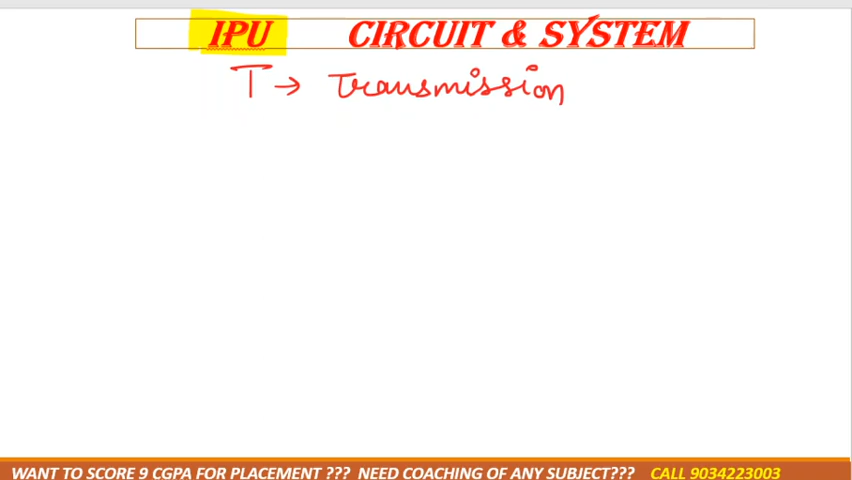 IPU CIRCUIT & SYSTEM
T → Transmission
WANT TO SCORE 9 CGPA FOR PLACEMENT ??? NEED COACHING OF ANY SUBJECT??? CALL 9034223003